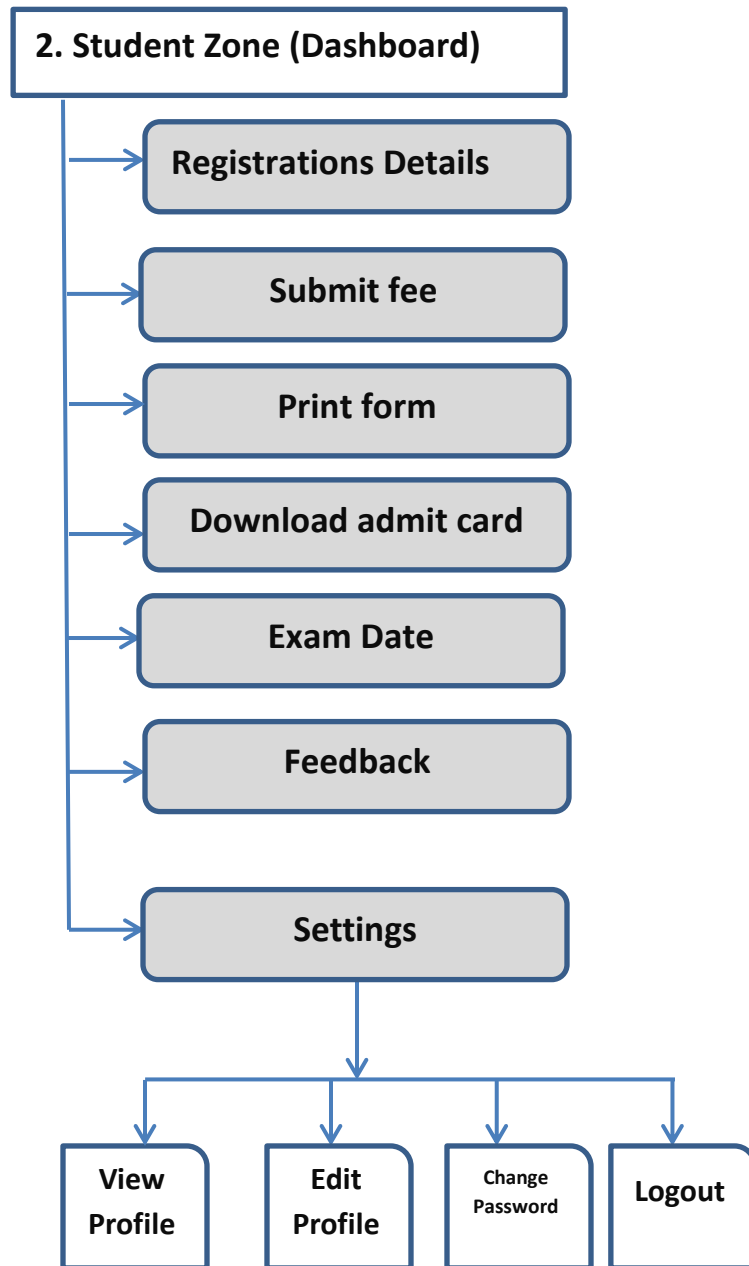 2. Student Zone (Dashboard)
Registrations Details
Submit fee
Print form
Download admit card
Exam Date
Feedback
Settings
View
Profile
Edit
Profile
Change
Password
Logout